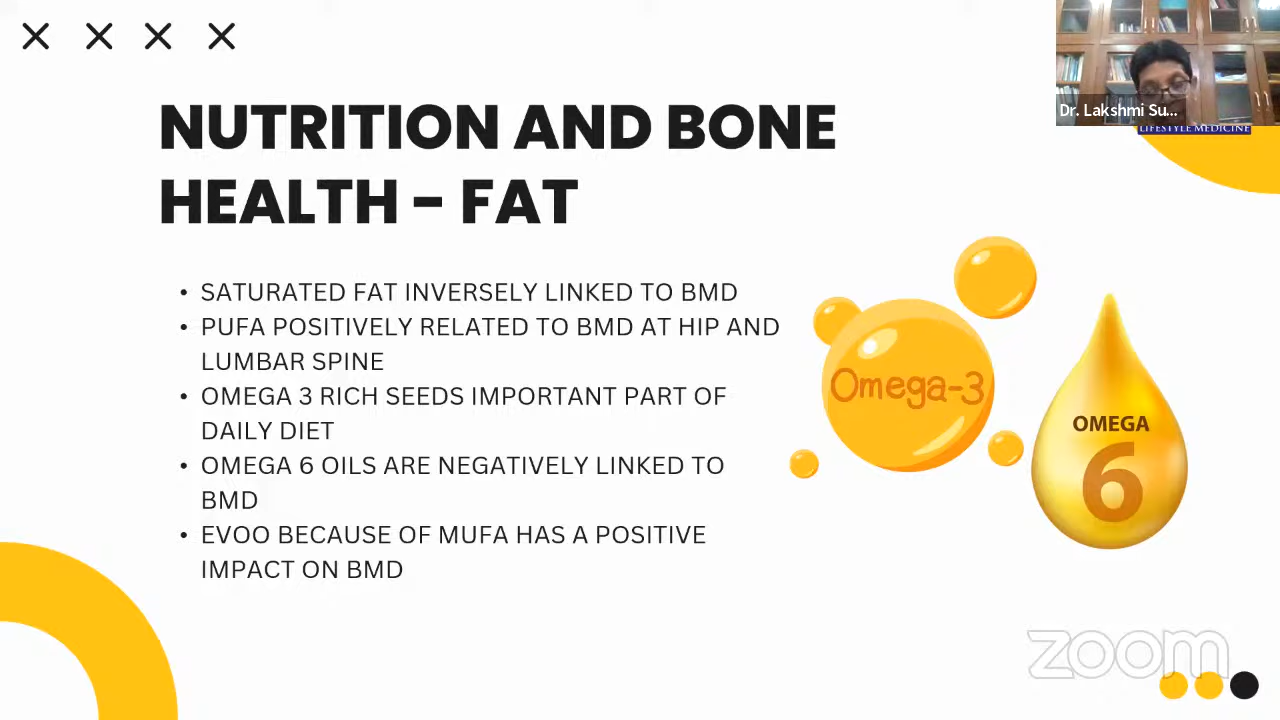 Dr. Lakshmi Su...
LIFESTYLE MEDICINE
NUTRITION AND BONE
HEALTH - FAT
• SATURATED FAT INVERSELY LINKED TO BMD
• PUFA POSITIVELY RELATED TO BMD AT HIP AND
LUMBAR SPINE
• OMEGA 3 RICH SEEDS IMPORTANT PART OF
DAILY DIET
• OMEGA 6 OILS ARE NEGATIVELY LINKED TO
BMD
• EVOO BECAUSE OF MUFA HAS A POSITIVE
IMPACT ON BMD
Omega-3
OMEGA
6
zoom